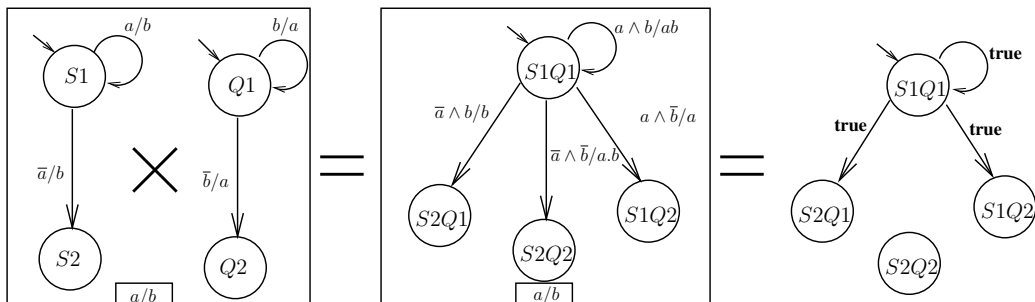 a/b
S1
a̅/b
S2
b/a
Q1
b̅/a
Q2
a/b
a ∧ b/ab
S1Q1
a̅ ∧ b/b
a̅ ∧ b̅/a.b
a ∧ b̅/a
S2Q1
S2Q2
S1Q2
a/b
true
S1Q1
true
true
S2Q1
S1Q2
S2Q2